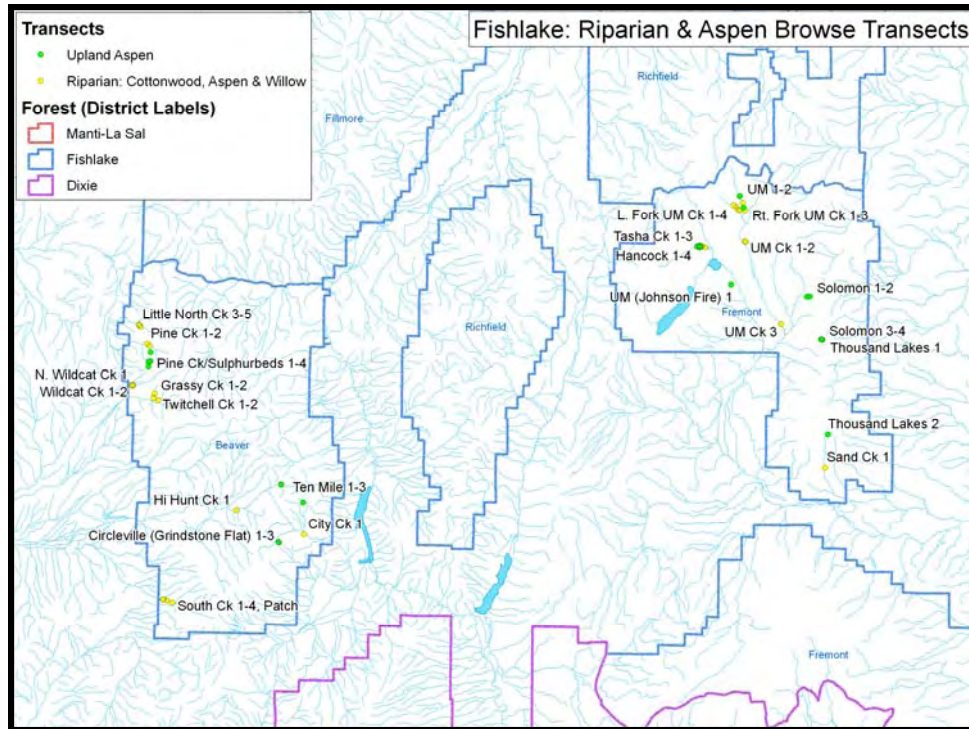 Fishlake: Riparian & Aspen Browse Transects
Transects
Upland Aspen
Riparian: Cottonwood, Aspen & Willow
Forest (District Labels)
Manti-La Sal
Fishlake
Dixie
Richfield
Fillmore
UM 1-2
L. Fork UM Ck 1-4
Rt. Fork UM Ck 1-3
Tasha Ck 1-3
UM Ck 1-2
Hancock 1-4
Solomon 1-2
UM (Johnson Fire) 1
Fremont
UM Ck 3
Solomon 3-4
Thousand Lakes 1
Thousand Lakes 2
Sand Ck 1
Richfield
Little North Ck 3-5
Pine Ck 1-2
Pine Ck/Sulphurbeds 1-4
N. Wildcat Ck 1
Wildcat Ck 1-2
Grassy Ck 1-2
Twitchell Ck 1-2
Beaver
Ten Mile 1-3
Hi Hunt Ck 1
City Ck 1
Circleville (Grindstone Flat) 1-3
South Ck 1-4, Patch
Fremont